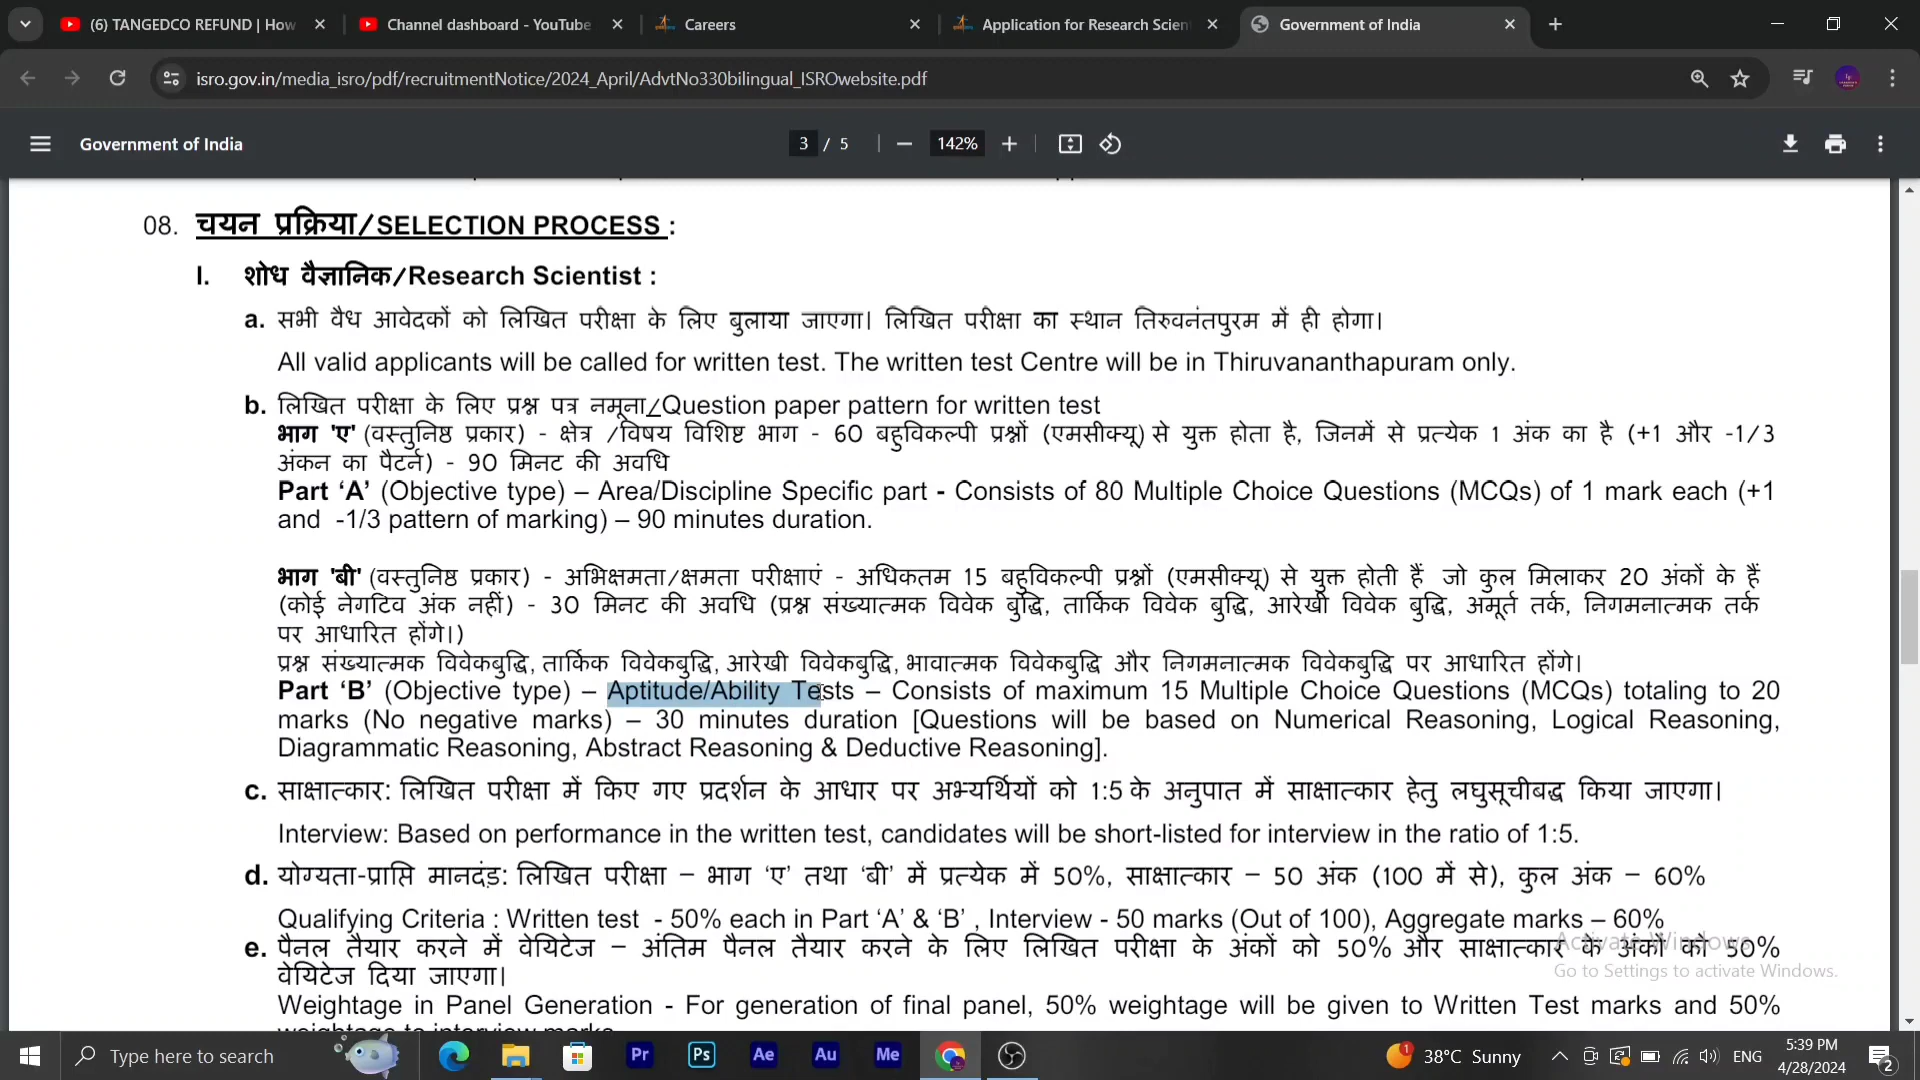 (6) TANGEDCO REFUND | How
Channel dashboard - YouTube
Careers
Application for Research Scien
Government of India
isro.gov.in/media_isro/pdf/recruitmentNotice/2024_April/AdvtNo330bilingual_ISROwebsite.pdf
Government of India
3 / 5
142%
08. चयन प्रक्रिया/SELECTION PROCESS :
I. शोध वैज्ञानिक/Research Scientist :
a. सभी वैध आवेदकों को लिखित परीक्षा के लिए बुलाया जाएगा। लिखित परीक्षा का स्थान तिरुवनंतपुरम में ही होगा।
All valid applicants will be called for written test. The written test Centre will be in Thiruvananthapuram only.
b. लिखित परीक्षा के लिए प्रश्न पत्र नमूना/Question paper pattern for written test
भाग 'ए' (वस्तुनिष्ठ प्रकार) - क्षेत्र /विषय विशिष्ट भाग - 60 बहुविकल्पी प्रश्नों (एमसीक्यू) से युक्त होता है, जिनमें से प्रत्येक 1 अंक का है (+1 और -1/3
अंकन का पैटर्न) - 90 मिनट की अवधि
Part ‘A’ (Objective type) – Area/Discipline Specific part - Consists of 80 Multiple Choice Questions (MCQs) of 1 mark each (+1
and -1/3 pattern of marking) – 90 minutes duration.
भाग 'बी' (वस्तुनिष्ठ प्रकार) - अभिक्षमता/क्षमता परीक्षाएं - अधिकतम 15 बहुविकल्पी प्रश्नों (एमसीक्यू) से युक्त होती हैं जो कुल मिलाकर 20 अंकों के हैं
(कोई नेगटिव अंक नहीं) - 30 मिनट की अवधि (प्रश्न संख्यात्मक विवेक बुद्धि, तार्किक विवेक बुद्धि, आरेखी विवेक बुद्धि, अमूर्त तर्क, निगमनात्मक तर्क
पर आधारित होंगे।)
प्रश्न संख्यात्मक विवेकबुद्धि, तार्किक विवेकबुद्धि, आरेखी विवेकबुद्धि, भावात्मक विवेकबुद्धि और निगमनात्मक विवेकबुद्धि पर आधारित होंगे।
Part ‘B’ (Objective type) – Aptitude/Ability Tests – Consists of maximum 15 Multiple Choice Questions (MCQs) totaling to 20
marks (No negative marks) – 30 minutes duration [Questions will be based on Numerical Reasoning, Logical Reasoning,
Diagrammatic Reasoning, Abstract Reasoning & Deductive Reasoning].
c. साक्षात्कार: लिखित परीक्षा में किए गए प्रदर्शन के आधार पर अभ्यर्थियों को 1:5 के अनुपात में साक्षात्कार हेतु लघुसूचीबद्ध किया जाएगा।
Interview: Based on performance in the written test, candidates will be short-listed for interview in the ratio of 1:5.
d. योग्यता-प्राप्ति मानदंड: लिखित परीक्षा – भाग ‘ए’ तथा ‘बी’ में प्रत्येक में 50%, साक्षात्कार – 50 अंक (100 में से), कुल अंक – 60%
Qualifying Criteria : Written test - 50% each in Part ‘A’ & ‘B’ , Interview - 50 marks (Out of 100), Aggregate marks – 60%
e. पैनल तैयार करने में वेयिटेज – अंतिम पैनल तैयार करने के लिए लिखित परीक्षा के अंकों को 50% और साक्षात्कार के अंकों को 50%
वेयिटेज दिया जाएगा।
Weightage in Panel Generation - For generation of final panel, 50% weightage will be given to Written Test marks and 50%
weightage to interview marks
Activate Windows
Go to Settings to activate Windows.
Type here to search
Pr
Ps
Ae
Au
Me
1
38°C Sunny
ENG
5:39 PM
4/28/2024
2